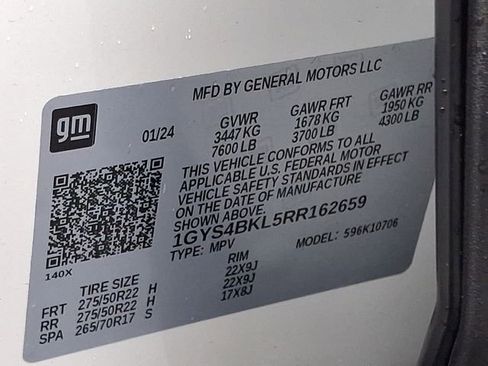 MFD BY GENERAL MOTORS LLC
gm
01/24
GVWR GAWR FRT GAWR RR
3447 KG 1678 KG 1950 KG
7600 LB 3700 LB 4300 LB
THIS VEHICLE CONFORMS TO ALL
APPLICABLE U.S. FEDERAL MOTOR
VEHICLE SAFETY STANDARDS IN EFFECT
ON THE DATE OF MANUFACTURE
SHOWN ABOVE.
1GYS4BKL5RR162659
TYPE: MPV MODEL: 596K10706
140X
TIRE SIZE RIM
FRT 275/50R22 H 22X9J
RR 275/50R22 H 22X9J
SPA 265/70R17 S 17X8J